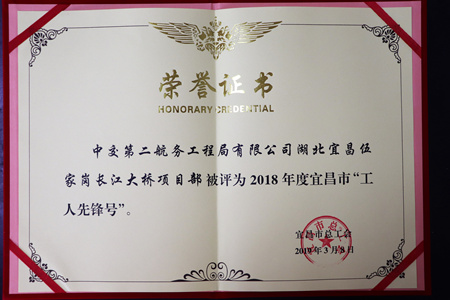 荣誉证书
HONORARY CREDENTIAL
中交第二航务工程局有限公司湖北宜昌伍
家岗长江大桥项目部被评为2018年度宜昌市“工
人先锋号”。
宜昌市总工会
2019年3月8日